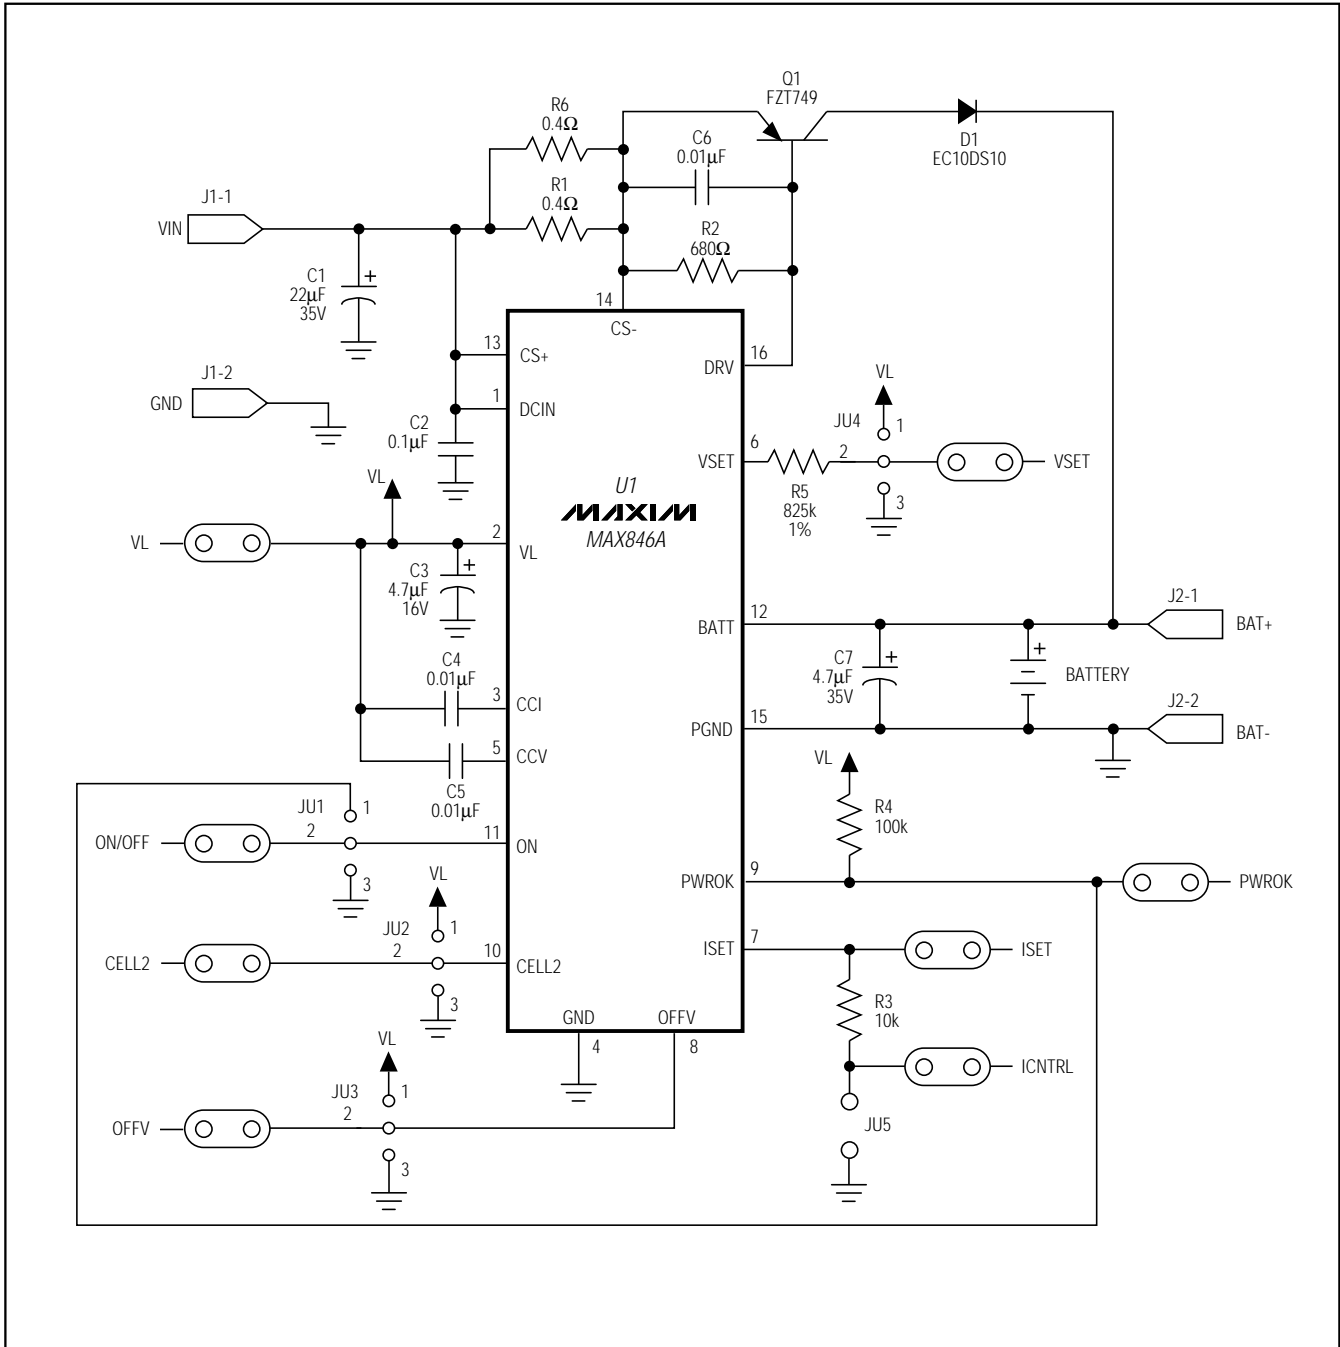 Q1
FZT749
R6
0.4Ω
C6
0.01μF
D1
EC10DS10
J1-1
VIN
R1
0.4Ω
R2
680Ω
C1
22μF
35V
+
14
CS-
13
CS+
16
DRV
J1-2
GND
1
DCIN
C2
0.1μF
VL
JU4
1
2
3
6
VSET
VSET
R5
825k
1%
VL
U1
MAXIM
MAX846A
VL
2
VL
C3
4.7μF
16V
+
12
BATT
J2-1
BAT+
C7
4.7μF
35V
+
+
BATTERY
C4
0.01μF
3
CCI
15
PGND
J2-2
BAT-
5
CCV
C5
0.01μF
VL
R4
100k
JU1
1
2
3
ON/OFF
11
ON
9
PWROK
PWROK
VL
JU2
1
2
3
CELL2
10
CELL2
7
ISET
ISET
R3
10k
GND
4
OFFV
8
ICNTRL
VL
JU3
1
2
3
OFFV
JU5